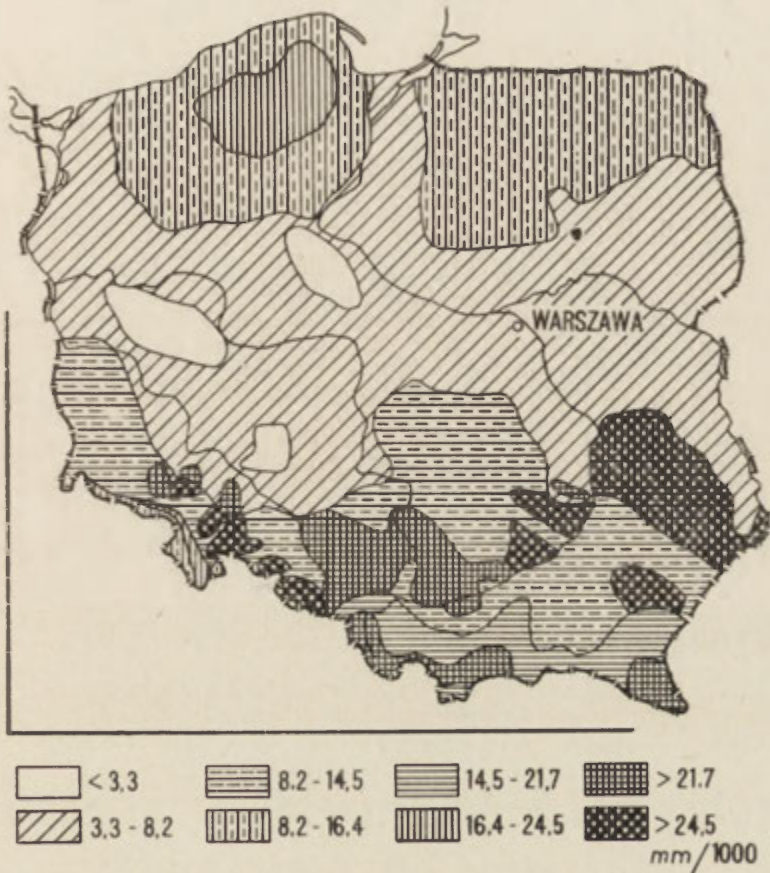 WARSZAWA
< 3,3 8.2 - 14,5 14,5 - 21,7 > 21.7
3,3 - 8,2 8.2 - 16.4 16.4 - 24,5 > 24,5
mm/1000